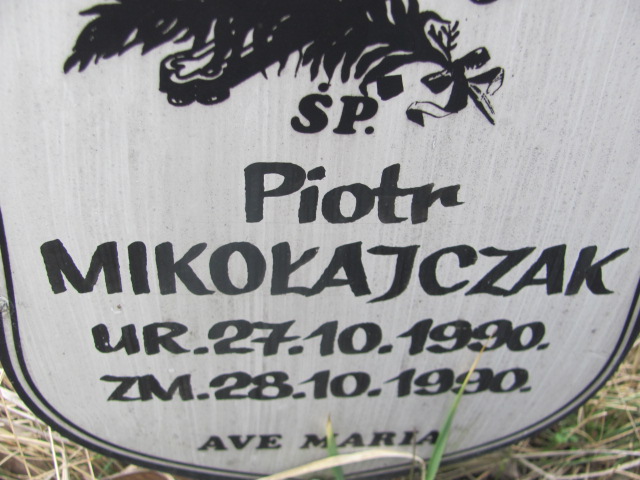 ŚP.
Piotr
MIKOŁAJCZAK
UR.27.10.1990.
ZM.28.10.1990.
AVE MARIA